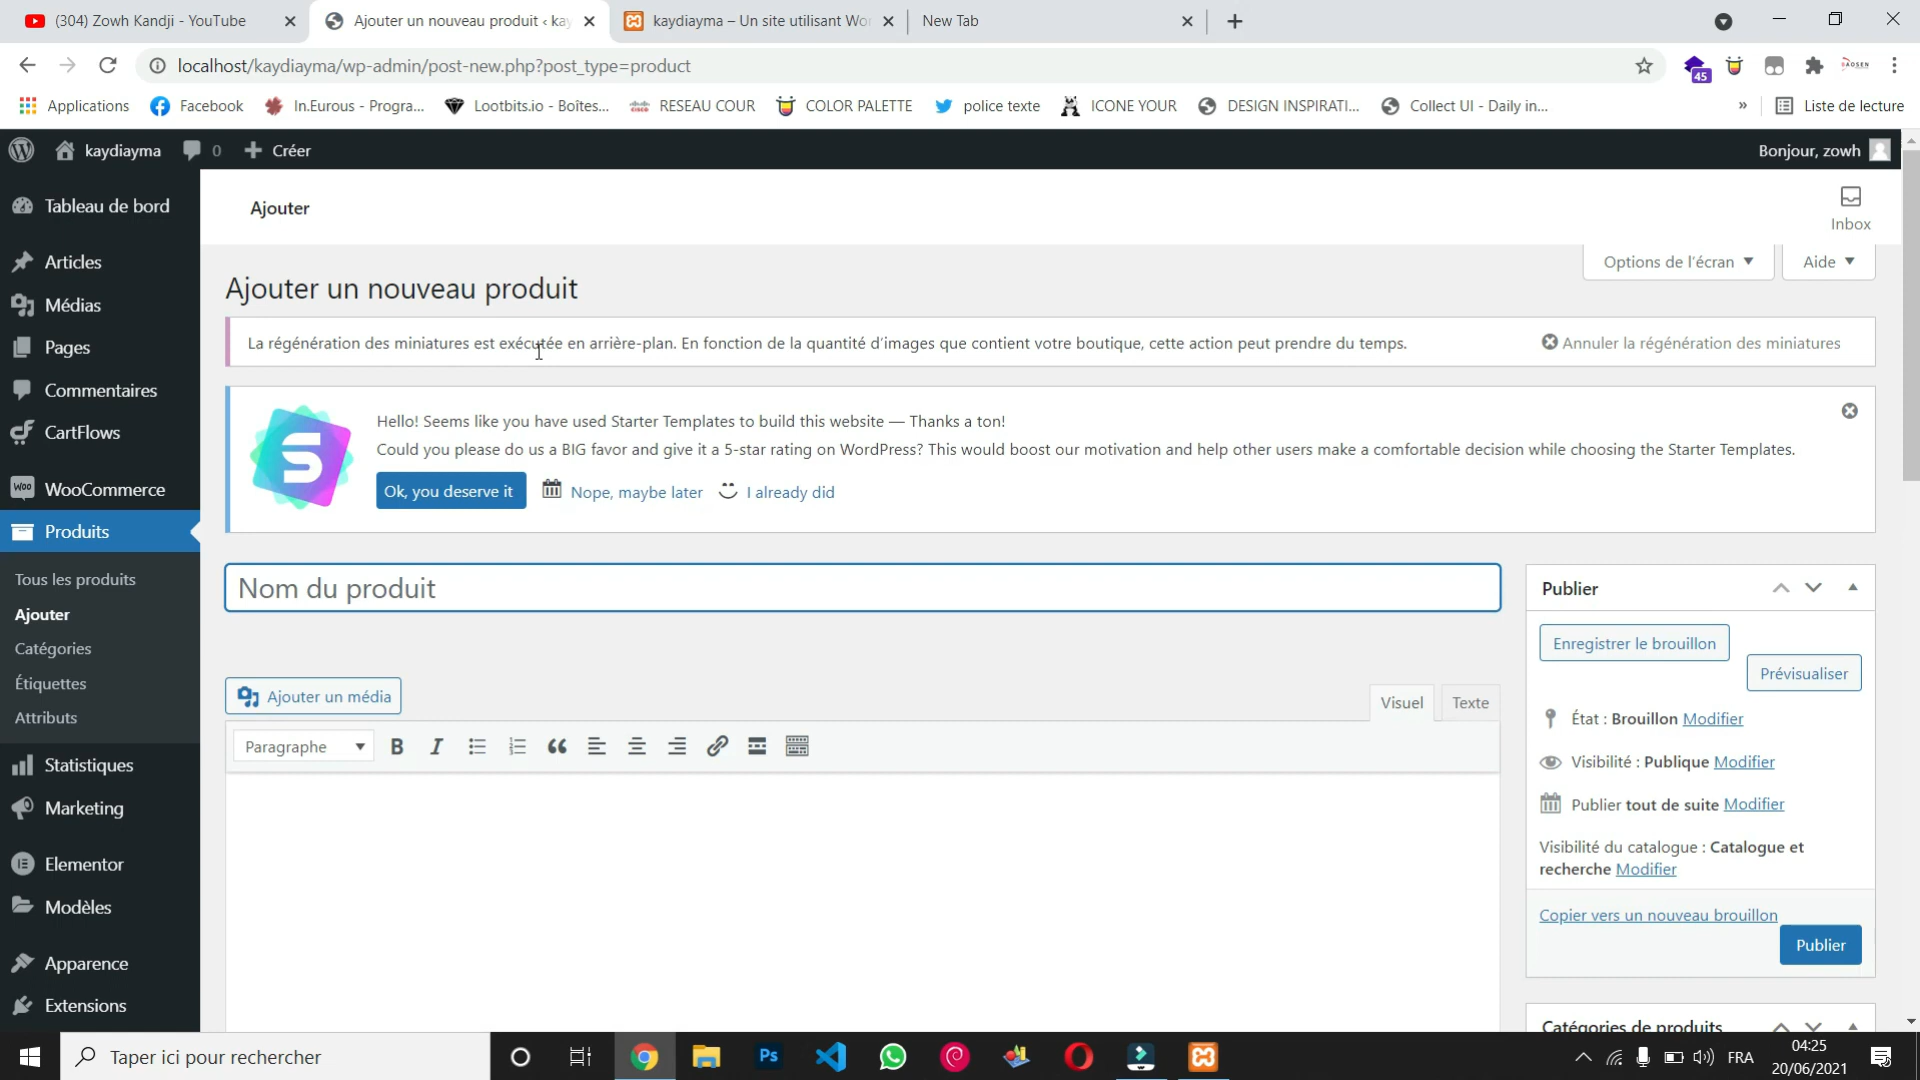 (304) Zowh Kandji - YouTube
Ajouter un nouveau produit ‹ kay
kaydiayma – Un site utilisant Wor
New Tab
localhost/kaydiayma/wp-admin/post-new.php?post_type=product
45
Applications
Facebook
In.Eurous - Progra...
Lootbits.io - Boîtes...
RESEAU COUR
COLOR PALETTE
police texte
ICONE YOUR
DESIGN INSPIRATI...
Collect UI - Daily in...
»
Liste de lecture
kaydiayma
0
Créer
Bonjour, zowh
Tableau de bord
Articles
Médias
Pages
Commentaires
CartFlows
WooCommerce
Produits
Tous les produits
Ajouter
Catégories
Étiquettes
Attributs
Statistiques
Marketing
Elementor
Modèles
Apparence
Extensions
Ajouter
Inbox
Options de l'écran
Aide
Ajouter un nouveau produit
La régénération des miniatures est exécutée en arrière-plan. En fonction de la quantité d'images que contient votre boutique, cette action peut prendre du temps.
Annuler la régénération des miniatures
Hello! Seems like you have used Starter Templates to build this website — Thanks a ton!
Could you please do us a BIG favor and give it a 5-star rating on WordPress? This would boost our motivation and help other users make a comfortable decision while choosing the Starter Templates.
Ok, you deserve it
Nope, maybe later
I already did
Nom du produit
Ajouter un média
Visuel
Texte
Paragraphe
Publier
Enregistrer le brouillon
Prévisualiser
État : Brouillon Modifier
Visibilité : Publique Modifier
Publier tout de suite Modifier
Visibilité du catalogue : Catalogue et
recherche Modifier
Copier vers un nouveau brouillon
Publier
Catégories de produits
Taper ici pour rechercher
Ps
FRA
04:25
20/06/2021